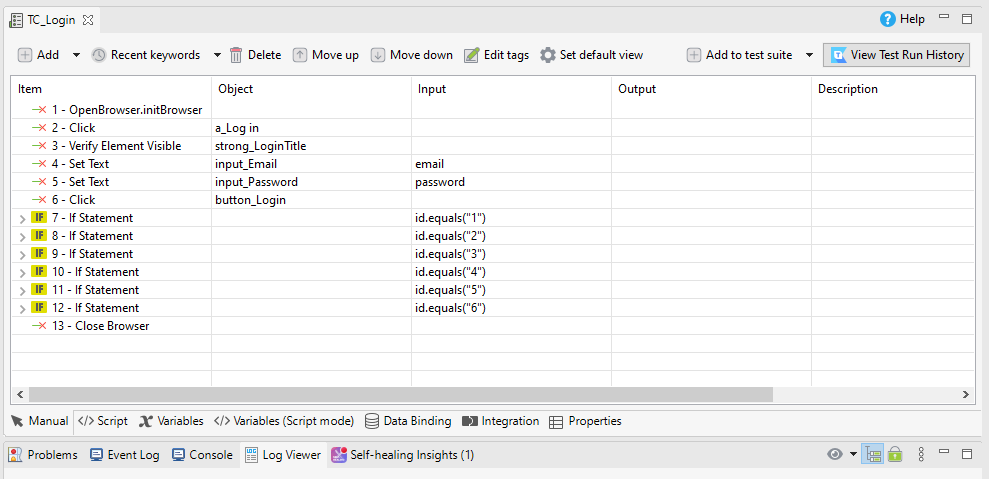 TC_Login
Help
Add Recent keywords Delete Move up Move down Edit tags Set default view Add to test suite View Test Run History
Item Object Input Output Description
1 - OpenBrowser.initBrowser
2 - Click a_Log in
3 - Verify Element Visible strong_LoginTitle
4 - Set Text input_Email email
5 - Set Text input_Password password
6 - Click button_Login
IF 7 - If Statement id.equals("1")
IF 8 - If Statement id.equals("2")
IF 9 - If Statement id.equals("3")
IF 10 - If Statement id.equals("4")
IF 11 - If Statement id.equals("5")
IF 12 - If Statement id.equals("6")
13 - Close Browser
Manual </> Script Variables </> Variables (Script mode) Data Binding Integration Properties
Problems Event Log Console Log Viewer Self-healing Insights (1)